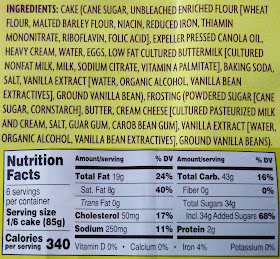 INGREDIENTS: CAKE (CANE SUGAR,
UNBLEACHED ENRICHED FLOUR [WHEAT
FLOUR, MALTED BARLEY FLOUR, NIACIN, REDUCED IRON, THIAMIN
MONONITRATE, RIBOFLAVIN, FOLIC ACID], EXPELLER PRESSED CANOLA OIL,
HEAVY CREAM, WATER, EGGS, LOW FAT CULTURED BUTTERMILK [CULTURED
NONFAT MILK, MILK, SODIUM CITRATE, VITAMIN A PALMITATE], BAKING SODA,
SALT, VANILLA EXTRACT [WATER, ORGANIC ALCOHOL, VANILLA BEAN
EXTRACTIVES], GROUND VANILLA BEAN), FROSTING (POWDERED SUGAR [CANE
SUGAR, CORNSTARCH], BUTTER, CREAM CHEESE [CULTURED PASTEURIZED MILK
AND CREAM, SALT, GUAR GUM, CAROB BEAN GUM], VANILLA EXTRACT [WATER,
ORGANIC ALCOHOL, VANILLA BEAN EXTRACTIVES], GROUND VANILLA BEANS).
Nutrition
Facts
6 servings
per container
Serving size
1/6 cake (85g)
Calories
per serving 340
Amount/serving % DV
Total Fat 19g 24%
Sat. Fat 8g 40%
Trans Fat 0g
Cholesterol 50mg 17%
Sodium 250mg 11%
Amount/serving % DV
Total Carb. 43g 16%
Fiber 0g 0%
Total Sugars 34g
Incl. 34g Added Sugars 68%
Protein 2g
Vitamin D 0% • Calcium 0% • Iron 4% Potassium 0%